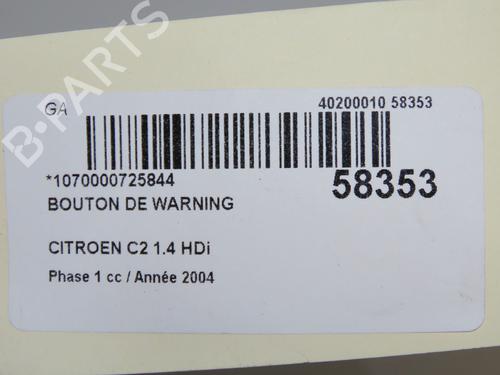 GA
40200010 58353
*1070000725844
58353
BOUTON DE WARNING
CITROEN C2 1.4 HDi
Phase 1 cc / Année 2004
B-PARTS